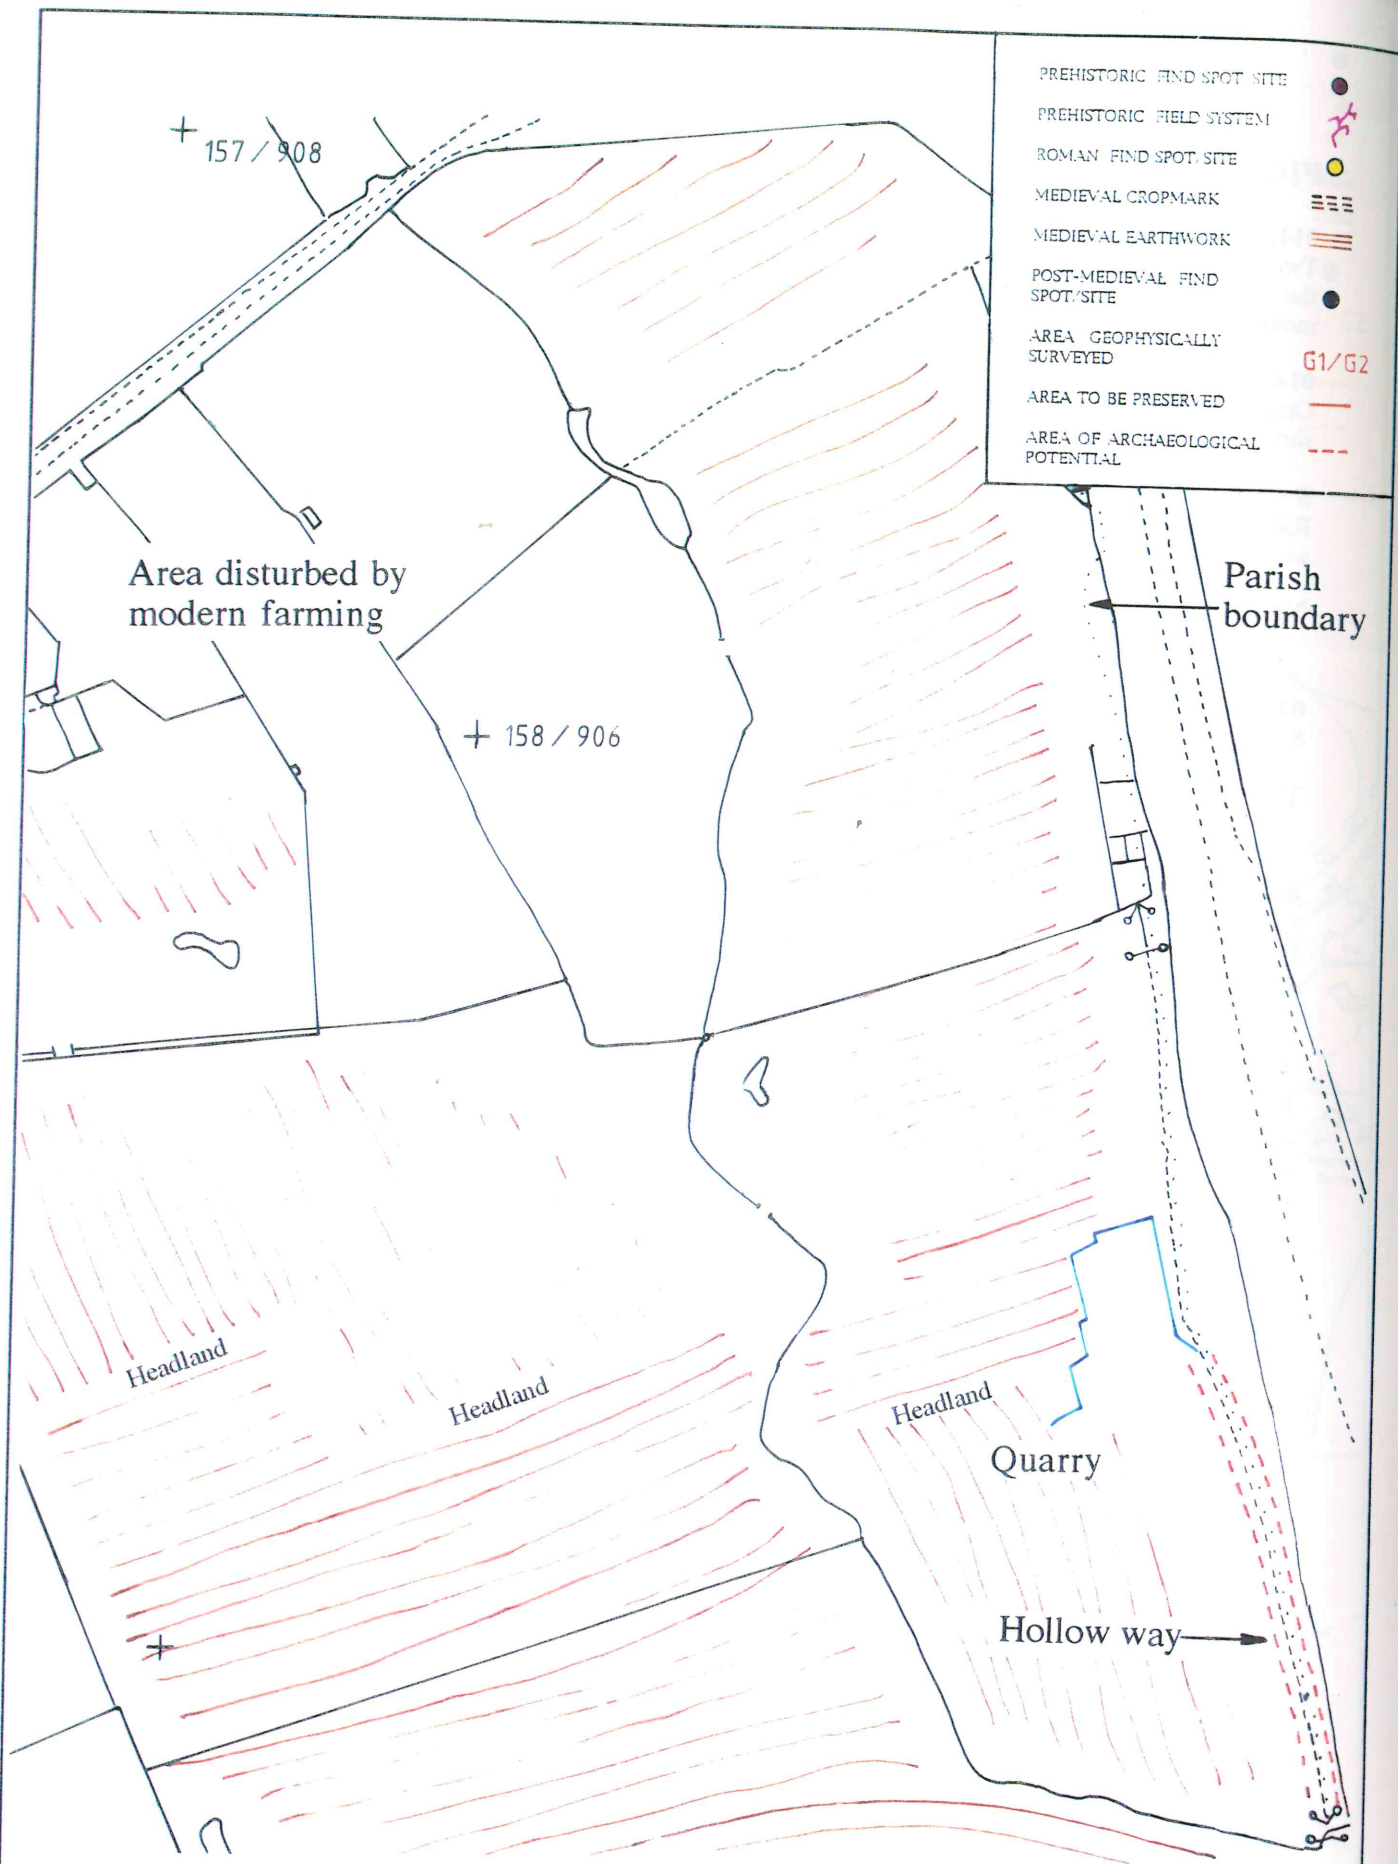 PREHISTORIC FIND SPOT SITE
PREHISTORIC FIELD SYSTEM
ROMAN FIND SPOT/SITE
MEDIEVAL CROPMARK
MEDIEVAL EARTHWORK
POST-MEDIEVAL FIND
SPOT/SITE
AREA GEOPHYSICALLY
SURVEYED
G1/G2
AREA TO BE PRESERVED
AREA OF ARCHAEOLOGICAL
POTENTIAL
157/908
Area disturbed by
modern farming
Parish
boundary
158/906
Headland
Headland
Headland
Quarry
Hollow way